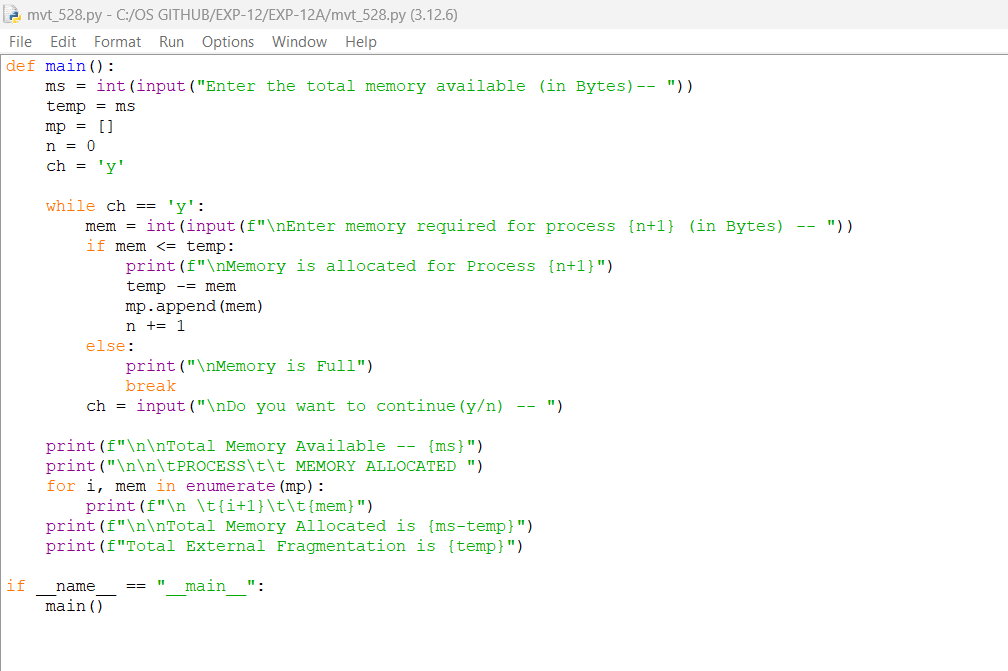 mvt_528.py - C:/OS GITHUB/EXP-12/EXP-12A/mvt_528.py (3.12.6)
File Edit Format Run Options Window Help
def main():
    ms = int(input("Enter the total memory available (in Bytes)-- "))
    temp = ms
    mp = []
    n = 0
    ch = 'y'

    while ch == 'y':
        mem = int(input(f"\nEnter memory required for process {n+1} (in Bytes) -- "))
        if mem <= temp:
            print(f"\nMemory is allocated for Process {n+1}")
            temp -= mem
            mp.append(mem)
            n += 1
        else:
            print("\nMemory is Full")
            break
        ch = input("\nDo you want to continue(y/n) -- ")

    print(f"\n\nTotal Memory Available -- {ms}")
    print("\n\n\tPROCESS\t\t MEMORY ALLOCATED ")
    for i, mem in enumerate(mp):
        print(f"\n \t{i+1}\t\t{mem}")
    print(f"\n\nTotal Memory Allocated is {ms-temp}")
    print(f"Total External Fragmentation is {temp}")

if __name__ == "__main__":
    main()